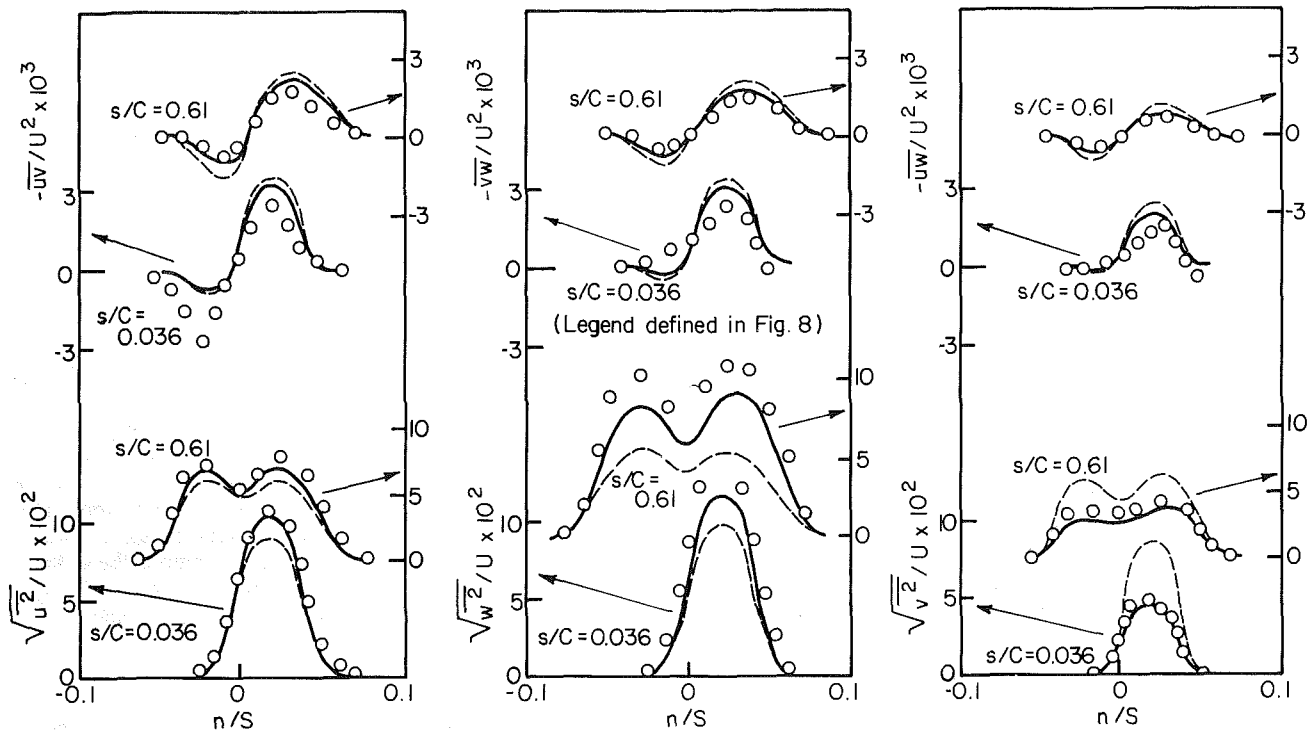 3
0
-3
s/C = 0.61
-uv/U² x 10³
3
0
-3
s/C=
0.036
10
5
0
s/C=0.61
√u²/U x 10²
10
5
0
s/C=0.036
-0.1
0
0.1
n/S
3
0
-3
s/C = 0.61
-vw/U² x 10³
3
0
-3
s/C = 0.036
(Legend defined in Fig. 8)
10
5
0
s/C =
0.61
√w²/U x 10²
10
5
0
s/C = 0.036
-0.1
0
0.1
n/S
3
0
-3
s/C = 0.61
-uw/U² x 10³
3
0
-3
s/C = 0.036
10
5
0
s/C = 0.61
√v²/U x 10²
10
5
0
s/C = 0.036
-0.1
0
0.1
n/S